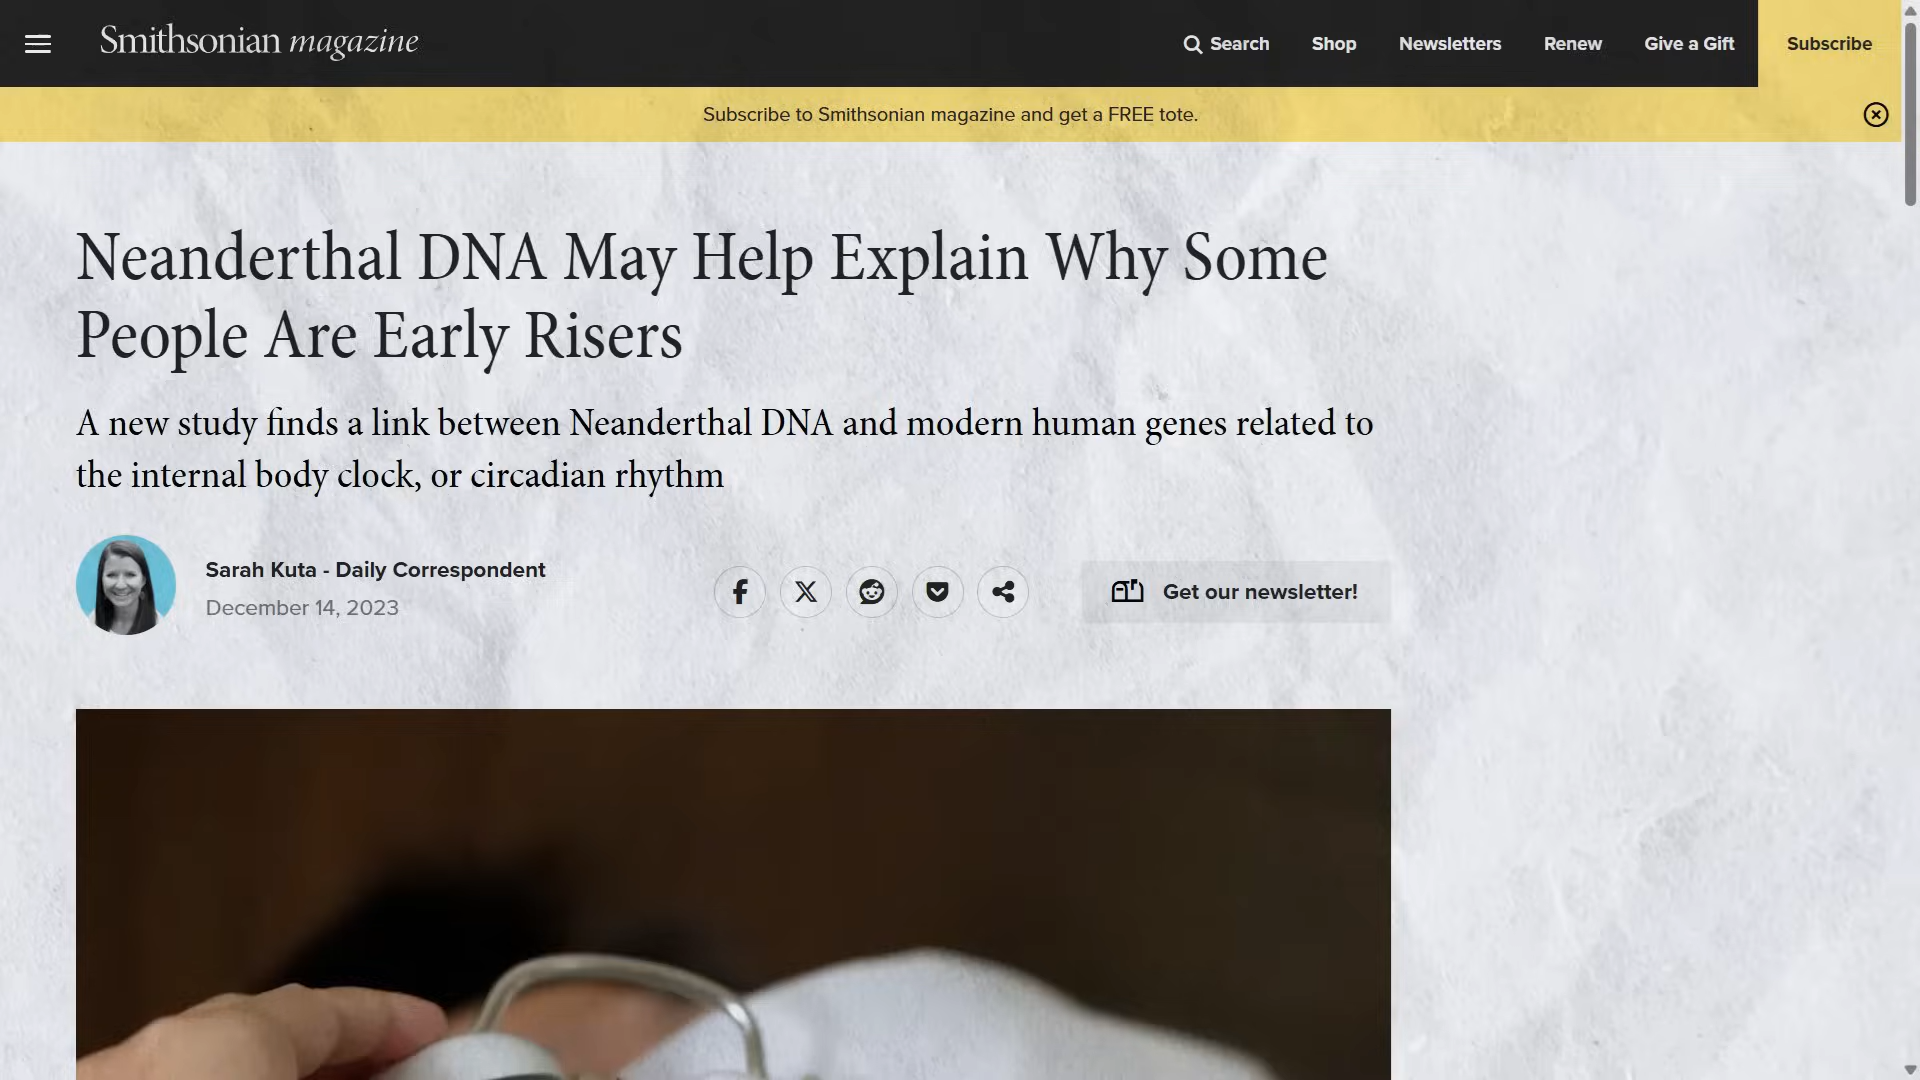 Smithsonian magazine
Search Shop Newsletters Renew Give a Gift Subscribe
Subscribe to Smithsonian magazine and get a FREE tote.
Neanderthal DNA May Help Explain Why Some
People Are Early Risers
A new study finds a link between Neanderthal DNA and modern human genes related to
the internal body clock, or circadian rhythm
Sarah Kuta - Daily Correspondent
December 14, 2023
Get our newsletter!